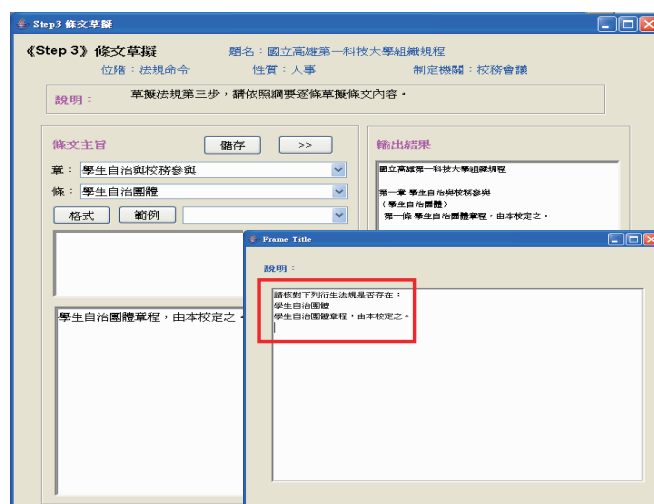 Step3 條文草擬
《Step 3》條文草擬
題名：國立高雄第一科技大學組織規程
位階：法規命令 性質：人事 制定機關：校務會議
說明： 草擬法規第三步，請依照綱要逐條草擬條文內容。
條文主旨 儲存 >>
章： 學生自治與校務參與
條： 學生自治團體
格式 範例
學生自治團體章程，由本校定之。
輸出結果
國立高雄第一科技大學組織規程
第一章 學生自治與校務參與
（學生自治團體）
第一條 學生自治團體章程，由本校定之。
Frame Title
說明：
請核對下列衍生法規是否存在：
學生自治團體
學生自治團體章程，由本校定之。